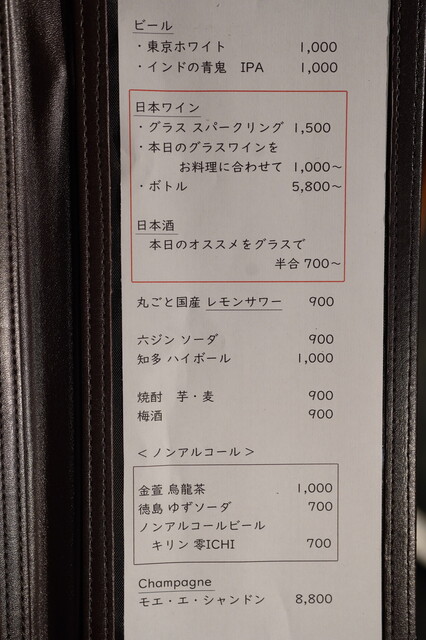 ビール
・東京ホワイト 1,000
・インドの青鬼 IPA 1,000
日本ワイン
・グラス スパークリング 1,500
・本日のグラスワインを
お料理に合わせて 1,000～
・ボトル 5,800～
日本酒
本日のオススメをグラスで
半合 700～
丸ごと国産 レモンサワー 900
六ジン ソーダ 900
知多 ハイボール 1,000
焼酎 芋・麦 900
梅酒 900
＜ノンアルコール＞
金萱 烏龍茶 1,000
徳島 ゆずソーダ 700
ノンアルコールビール
キリン 零ICHI 700
Champagne
モエ・エ・シャンドン 8,800